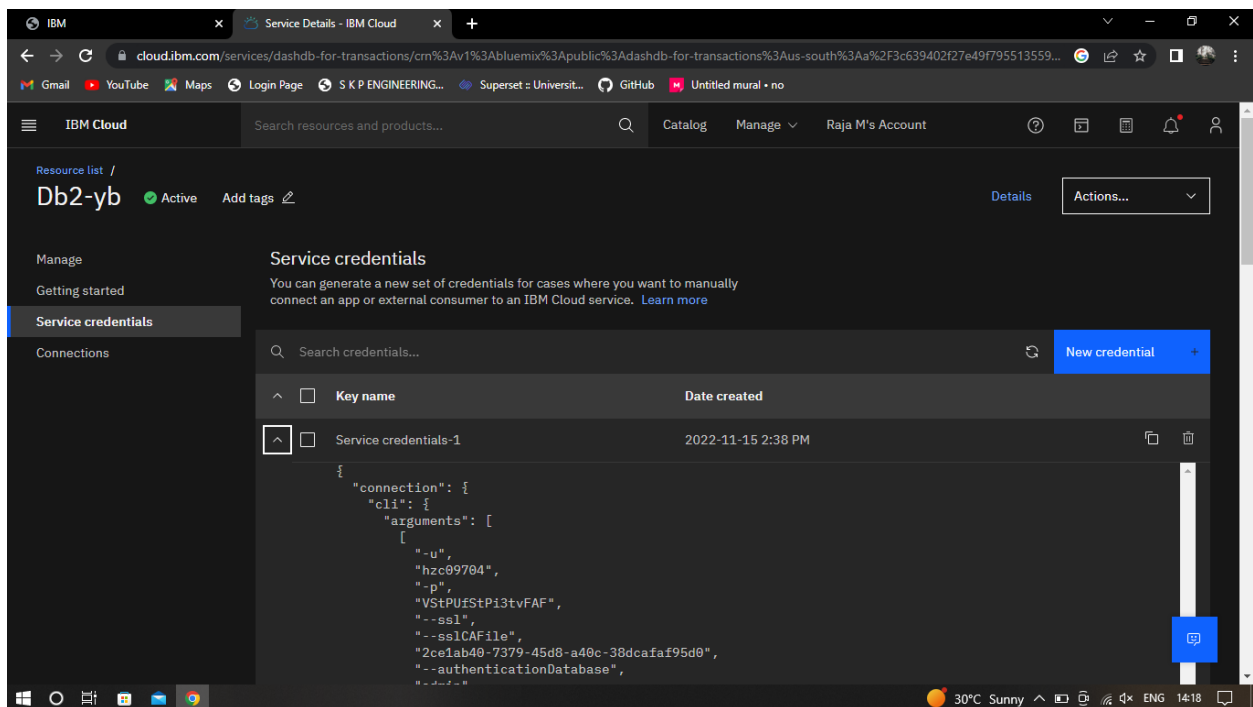 IBM
Service Details - IBM Cloud
cloud.ibm.com/services/dashdb-for-transactions/crn%3Av1%3Abluemix%3Apublic%3Adashdb-for-transactions%3Aus-south%3Aa%2F3c639402f27e49f795513559...
Gmail YouTube Maps Login Page S K P ENGINEERING... Superset :: Universit... GitHub Untitled mural • no
IBM Cloud
Search resources and products...
Catalog Manage Raja M's Account
Resource list /
Db2-yb Active Add tags Details Actions...
Manage
Getting started
Service credentials
Connections
Service credentials
You can generate a new set of credentials for cases where you want to manually
connect an app or external consumer to an IBM Cloud service. Learn more
Search credentials...
New credential +
Key name Date created
Service credentials-1 2022-11-15 2:38 PM
{
"connection": {
"cli": {
"arguments": [
[
"-u",
"hzc09704",
"-p",
"VStPUfStPi3tvFAF",
"--ssl",
"--sslCAFile",
"2ce1ab40-7379-45d8-a40c-38dcafaf95d0",
"--authenticationDatabase",
30°C Sunny ENG 14:18